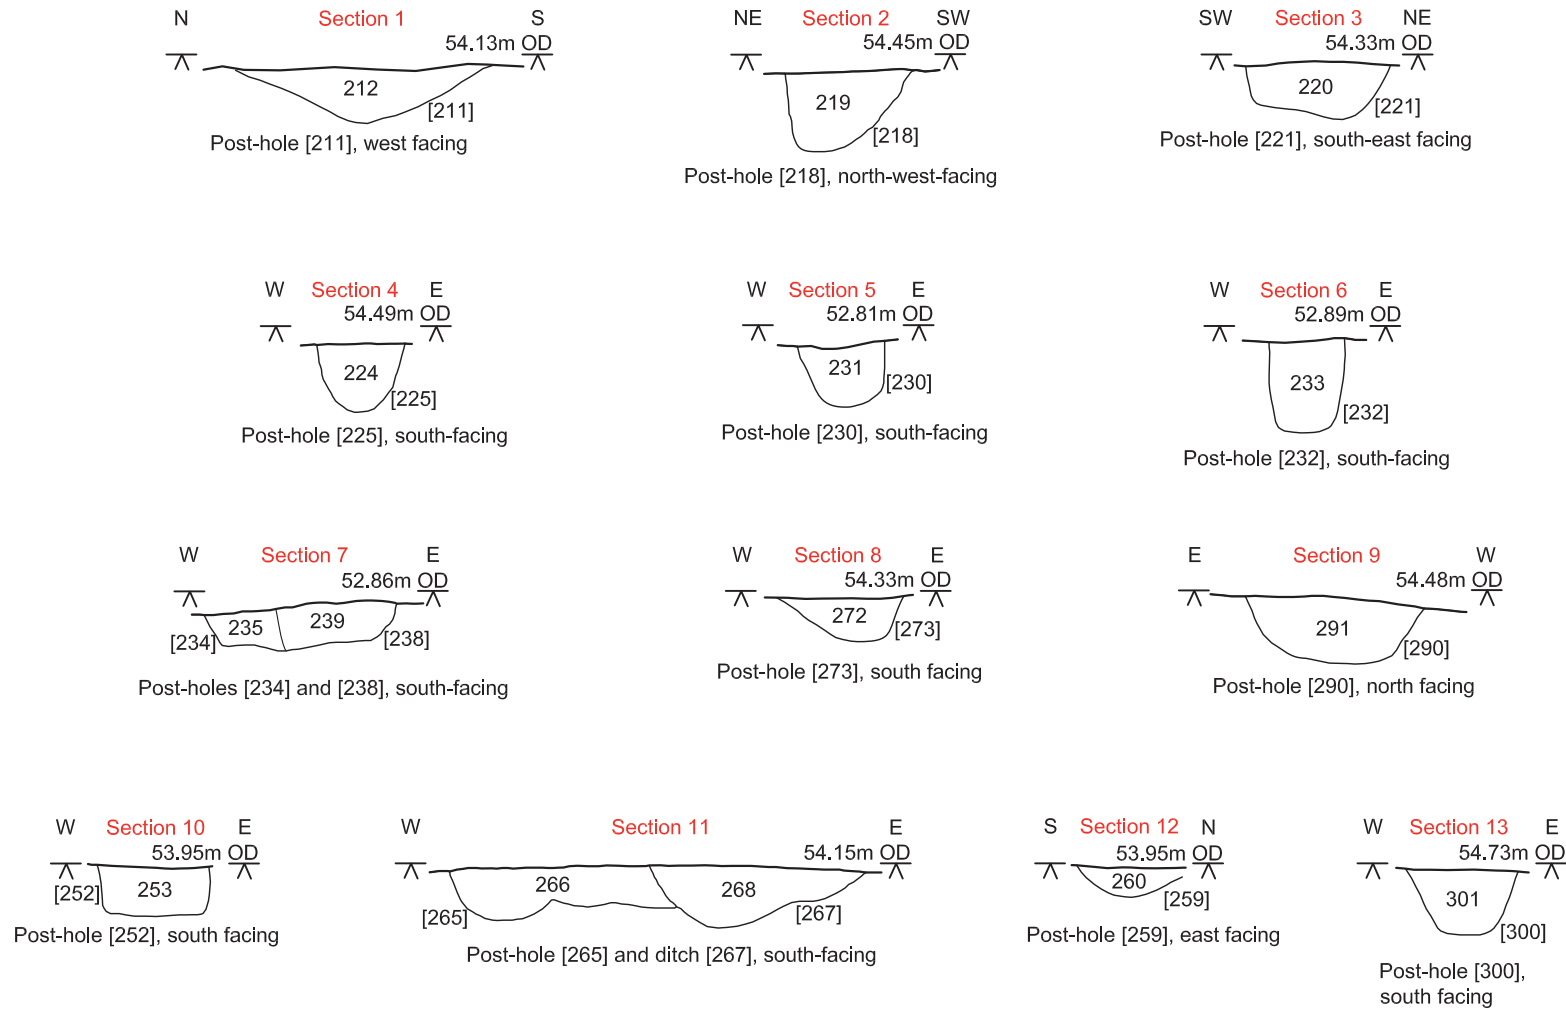 N Section 1 S
54.13m OD
212
[211]
Post-hole [211], west facing
NE Section 2 SW
54.45m OD
219
[218]
Post-hole [218], north-west-facing
SW Section 3 NE
54.33m OD
220
[221]
Post-hole [221], south-east facing
W Section 4 E
54.49m OD
224
[225]
Post-hole [225], south-facing
W Section 5 E
52.81m OD
231
[230]
Post-hole [230], south-facing
W Section 6 E
52.89m OD
233
[232]
Post-hole [232], south-facing
W Section 7 E
52.86m OD
[234] 235 239 [238]
Post-holes [234] and [238], south-facing
W Section 8 E
54.33m OD
272
[273]
Post-hole [273], south facing
E Section 9 W
54.48m OD
291
[290]
Post-hole [290], north facing
W Section 10 E
53.95m OD
[252] 253
Post-hole [252], south facing
W Section 11 E
54.15m OD
266 268
[265] [267]
Post-hole [265] and ditch [267], south-facing
S Section 12 N
53.95m OD
260
[259]
Post-hole [259], east facing
W Section 13 E
54.73m OD
301
[300]
Post-hole [300],
south facing